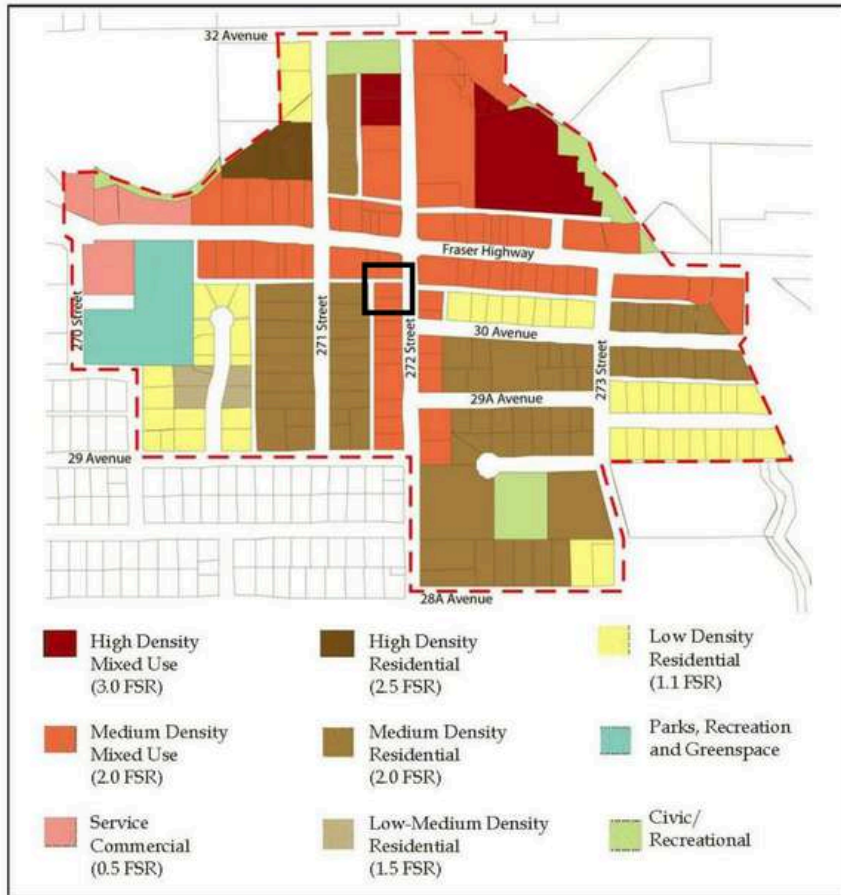 32 Avenue
Fraser Highway
270 Street
271 Street
272 Street
30 Avenue
273 Street
29A Avenue
29 Avenue
28A Avenue
High Density
Mixed Use
(3.0 FSR)
High Density
Residential
(2.5 FSR)
Low Density
Residential
(1.1 FSR)
Medium Density
Mixed Use
(2.0 FSR)
Medium Density
Residential
(2.0 FSR)
Parks, Recreation
and Greenspace
Service
Commercial
(0.5 FSR)
Low-Medium Density
Residential
(1.5 FSR)
Civic/
Recreational